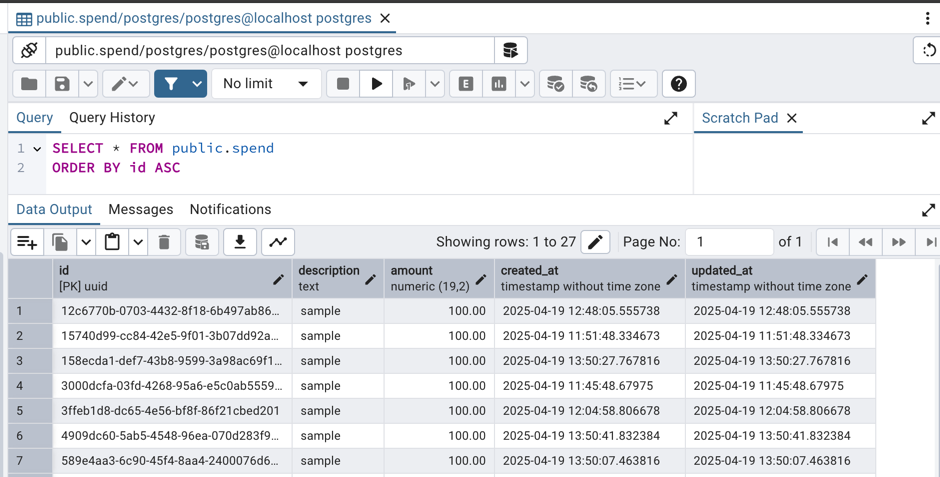 public.spend/postgres/postgres@localhost postgres
public.spend/postgres/postgres@localhost postgres
No limit
E
Query Query History Scratch Pad
1 SELECT * FROM public.spend
2 ORDER BY id ASC
Data Output Messages Notifications
Showing rows: 1 to 27 Page No: 1 of 1
id description amount created_at updated_at
[PK] uuid text numeric (19,2) timestamp without time zone timestamp without time zone
1 12c6770b-0703-4432-8f18-6b497ab86… sample 100.00 2025-04-19 12:48:05.555738 2025-04-19 12:48:05.555738
2 15740d99-cc84-42e5-9f01-3b07dd92a… sample 100.00 2025-04-19 11:51:48.334673 2025-04-19 11:51:48.334673
3 158ecda1-def7-43b8-9599-3a98ac69f1… sample 100.00 2025-04-19 13:50:27.767816 2025-04-19 13:50:27.767816
4 3000dcfa-03fd-4268-95a6-e5c0ab5559… sample 100.00 2025-04-19 11:45:48.67975 2025-04-19 11:45:48.67975
5 3ffeb1d8-dc65-4e56-bf8f-86f21cbed201 sample 100.00 2025-04-19 12:04:58.806678 2025-04-19 12:04:58.806678
6 4909dc60-5ab5-4548-96ea-070d283f9… sample 100.00 2025-04-19 13:50:41.832384 2025-04-19 13:50:41.832384
7 589e4aa3-6c90-45f4-8aa4-2400076d6… sample 100.00 2025-04-19 13:50:07.463816 2025-04-19 13:50:07.463816